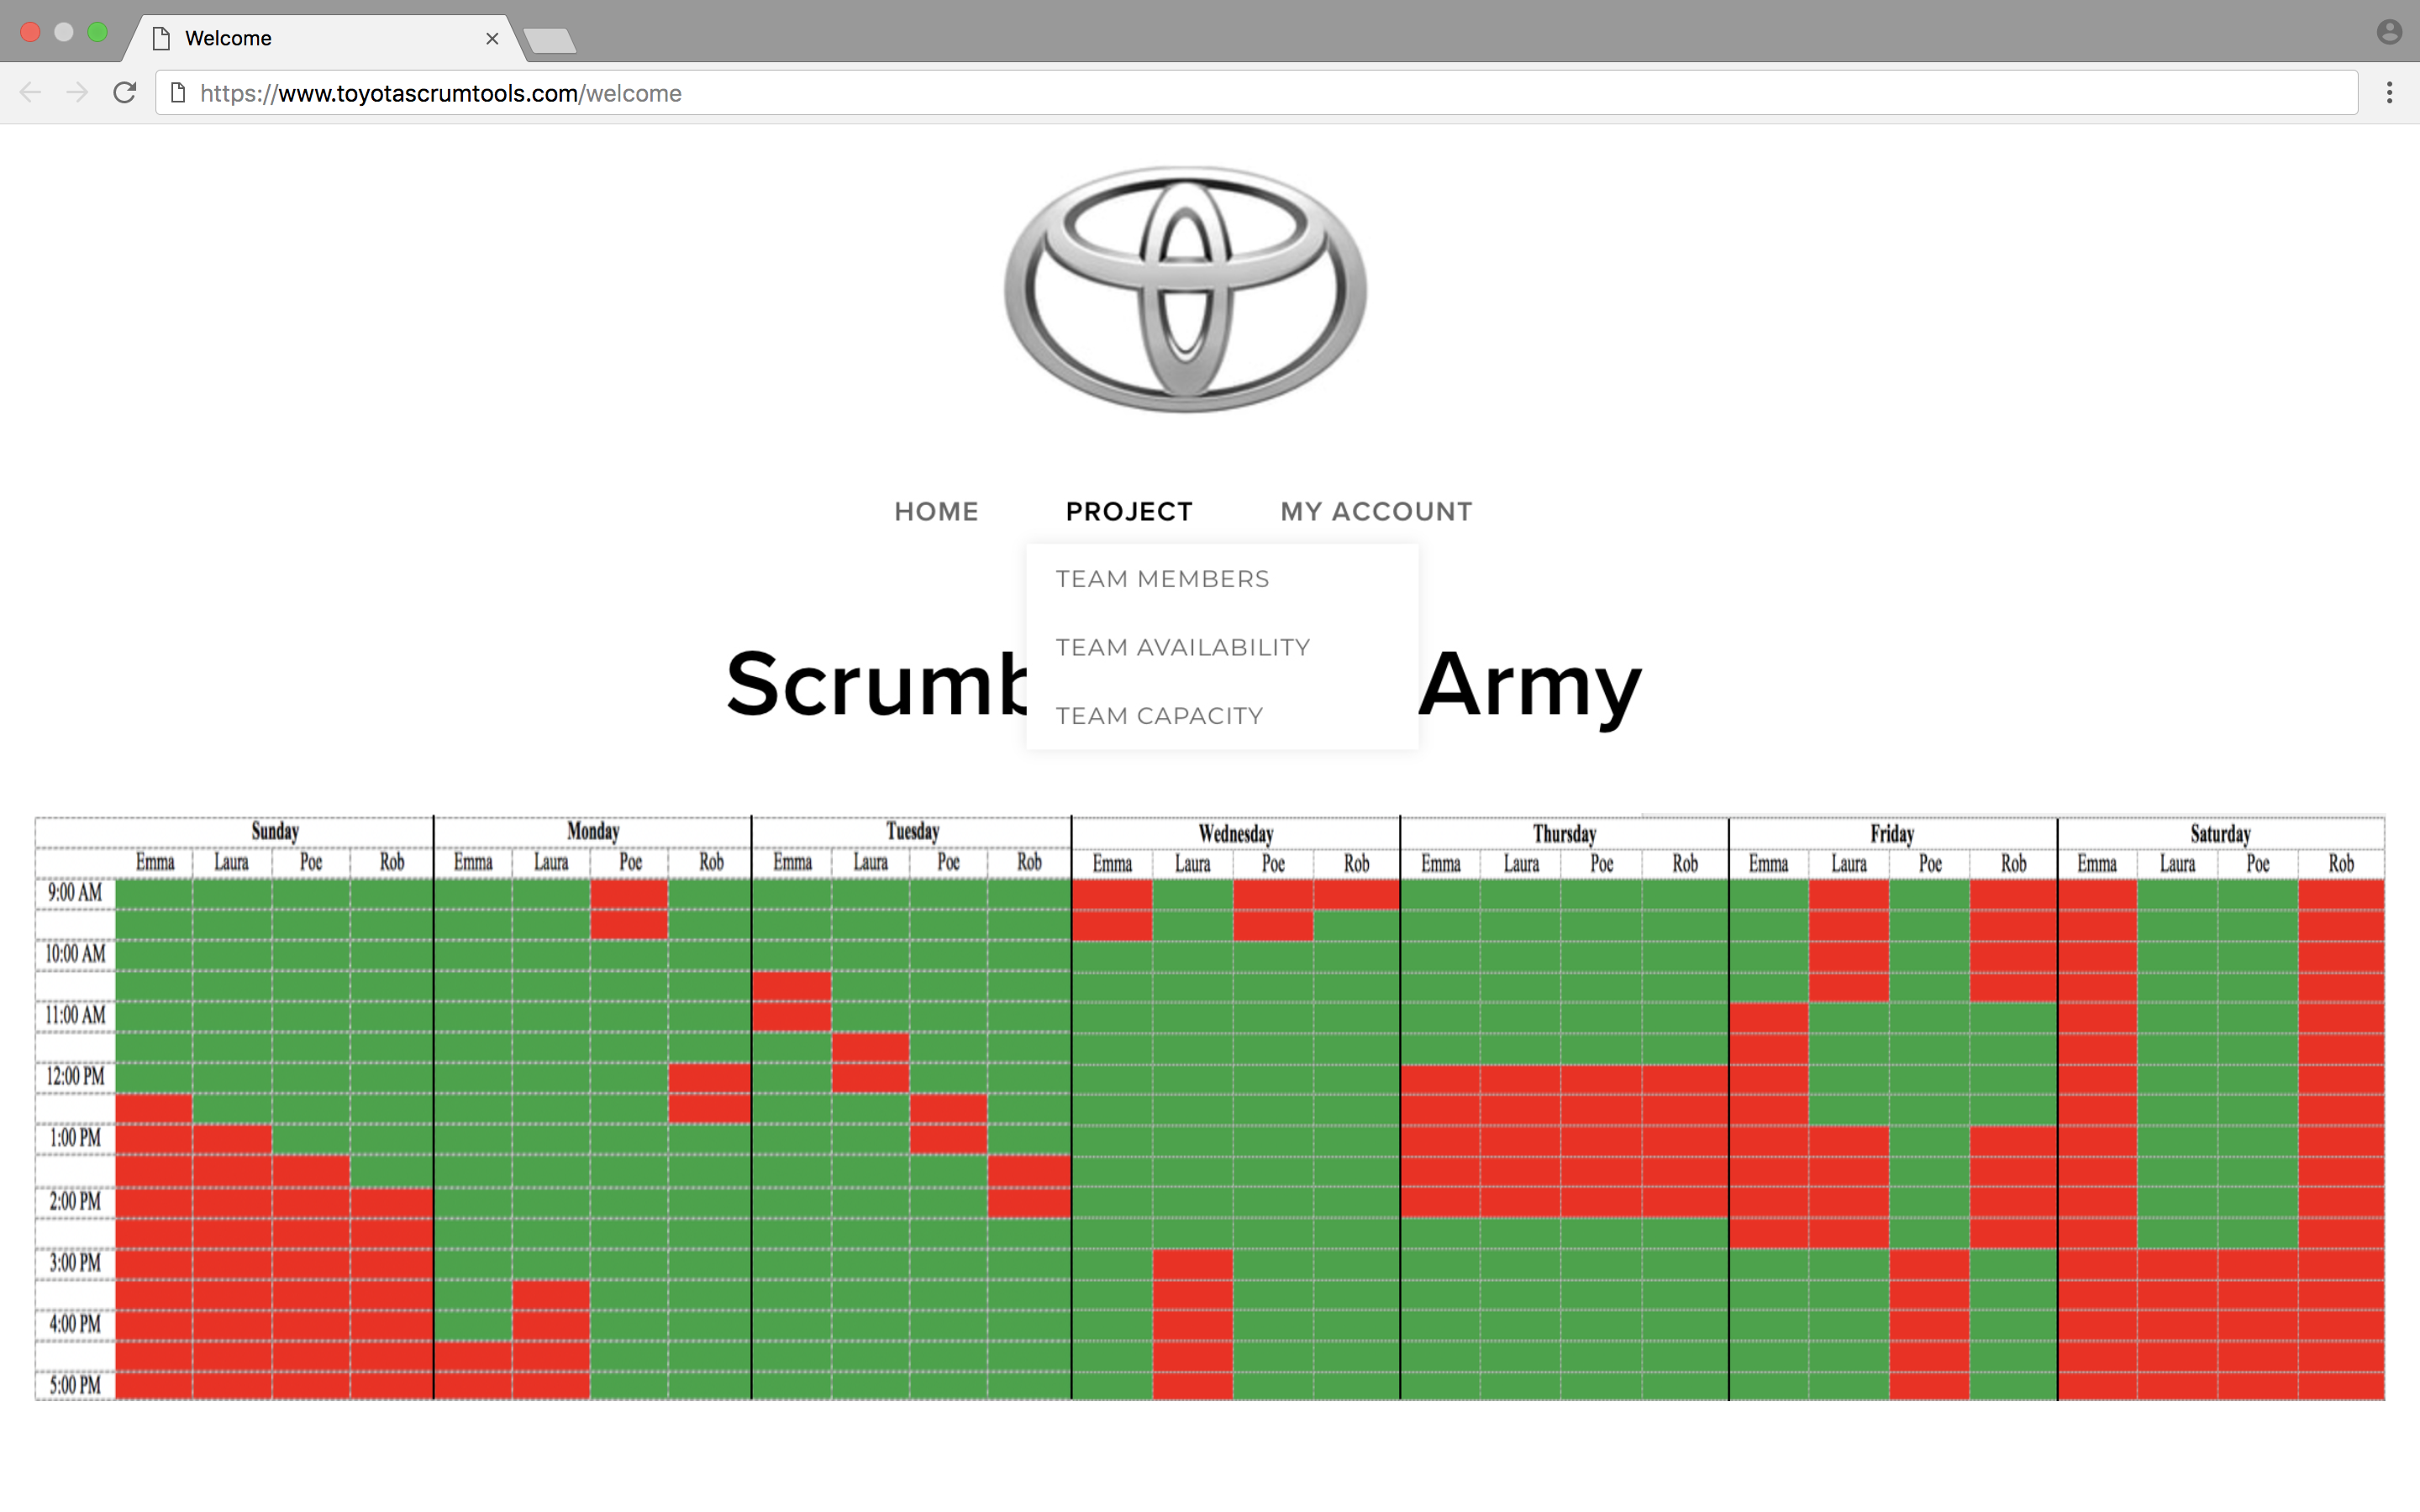 Welcome
https://www.toyotascrumtools.com/welcome
HOME PROJECT MY ACCOUNT
TEAM MEMBERS
TEAM AVAILABILITY
TEAM CAPACITY
Army
Sunday Monday Tuesday Wednesday Thursday Friday Saturday
Emma Laura Poe Rob Emma Laura Poe Rob Emma Laura Poe Rob Emma Laura Poe Rob Emma Laura Poe Rob Emma Laura Poe Rob Emma Laura Poe Rob
9:00 AM
10:00 AM
11:00 AM
12:00 PM
1:00 PM
2:00 PM
3:00 PM
4:00 PM
5:00 PM